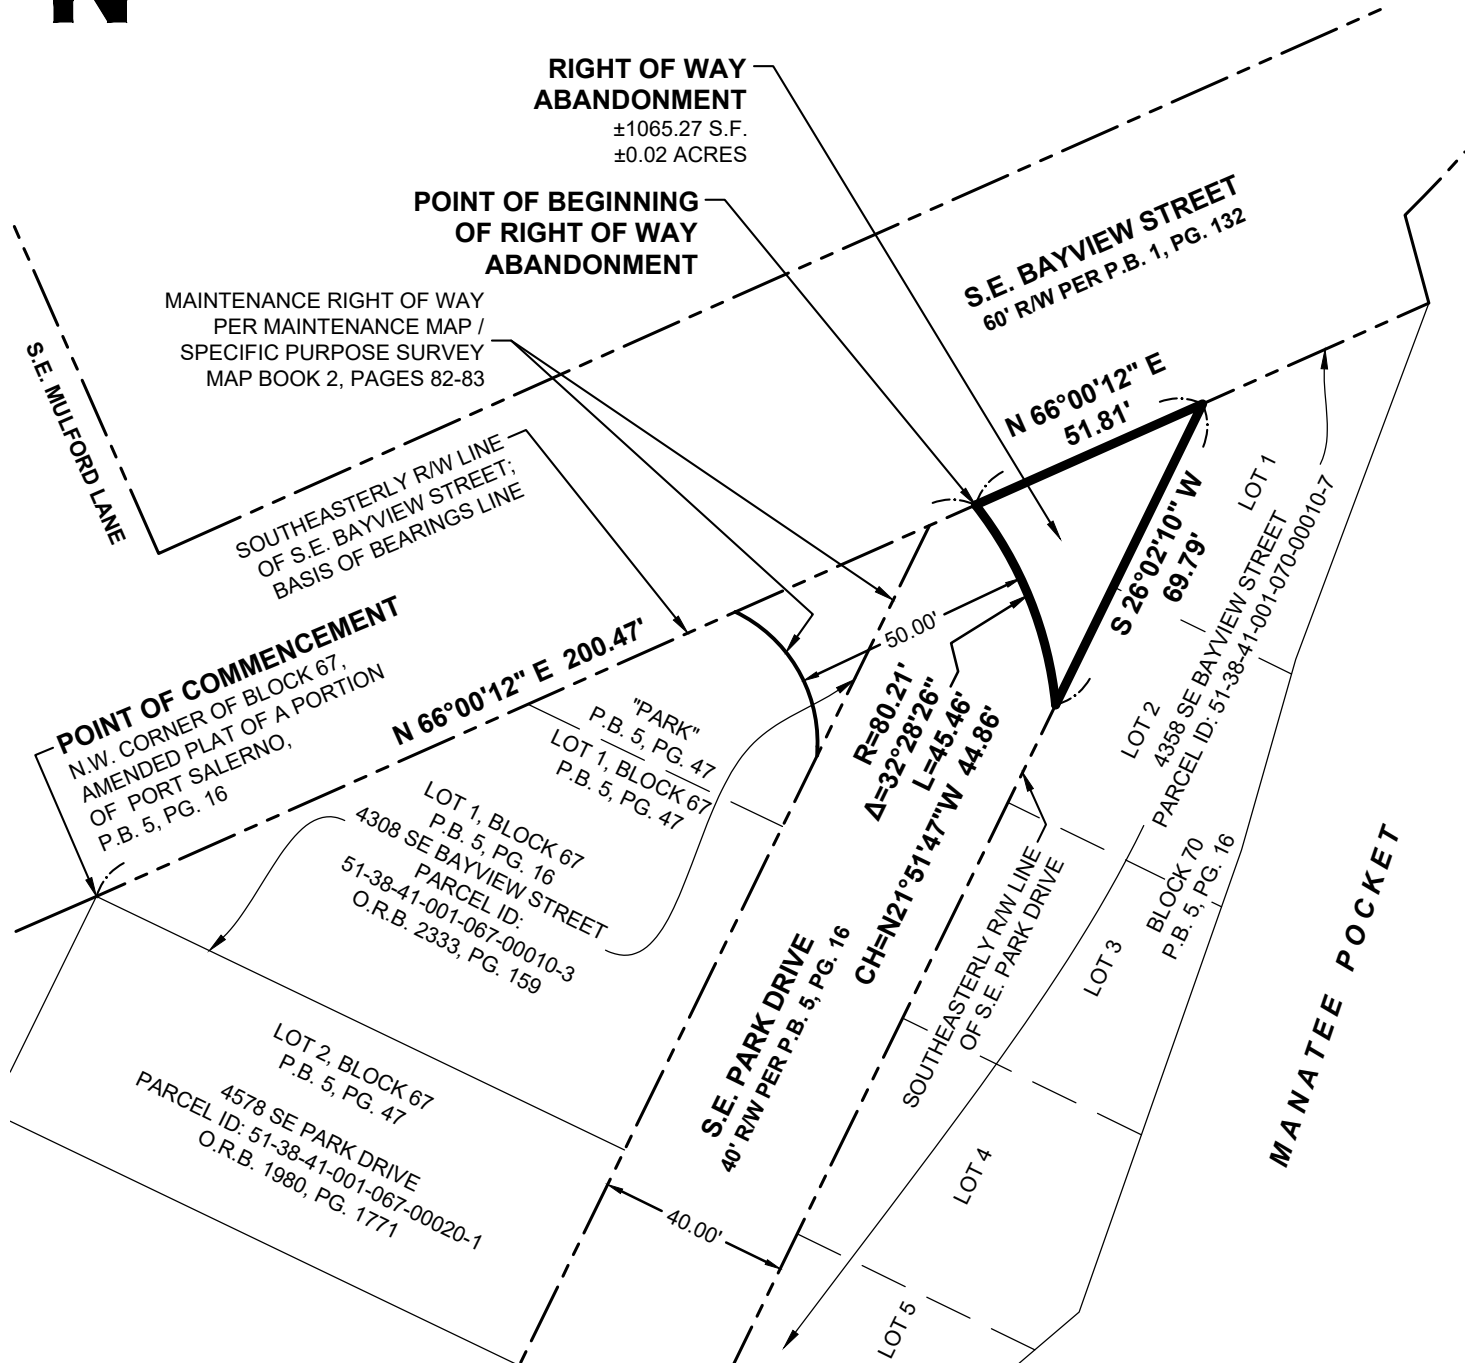 N
RIGHT OF WAY
ABANDONMENT
±1065.27 S.F.
±0.02 ACRES
POINT OF BEGINNING
OF RIGHT OF WAY
ABANDONMENT
MAINTENANCE RIGHT OF WAY
PER MAINTENANCE MAP /
SPECIFIC PURPOSE SURVEY
MAP BOOK 2, PAGES 82-83
S.E. BAYVIEW STREET
60' R/W PER P.B. 1, PG. 132
S.E. MULFORD LANE
N 66°00'12" E
51.81'
SOUTHEASTERLY R/W LINE
OF S.E. BAYVIEW STREET;
BASIS OF BEARINGS LINE
S 26°02'10" W
69.79'
LOT 1
4358 SE BAYVIEW STREET
PARCEL ID: 51-38-41-001-070-00010-7
POINT OF COMMENCEMENT
N.W. CORNER OF BLOCK 67,
AMENDED PLAT OF A PORTION
OF PORT SALERNO,
P.B. 5, PG. 16
N 66°00'12" E 200.47'
50.00'
"PARK"
P.B. 5, PG. 47
LOT 1, BLOCK 67
P.B. 5, PG. 47
R=80.21'
Δ=32°28'26"
L=45.46'
CH=N21°51'47"W 44.86'
LOT 2
LOT 1, BLOCK 67
P.B. 5, PG. 16
4308 SE BAYVIEW STREET
PARCEL ID:
51-38-41-001-067-00010-3
O.R.B. 2333, PG. 159
SOUTHEASTERLY R/W LINE
OF S.E. PARK DRIVE
BLOCK 70
P.B. 5, PG. 16
LOT 3
MANATEE POCKET
S.E. PARK DRIVE
40' R/W PER P.B. 5, PG. 16
LOT 2, BLOCK 67
P.B. 5, PG. 47
4578 SE PARK DRIVE
PARCEL ID: 51-38-41-001-067-00020-1
O.R.B. 1980, PG. 1771
LOT 4
40.00'
LOT 5